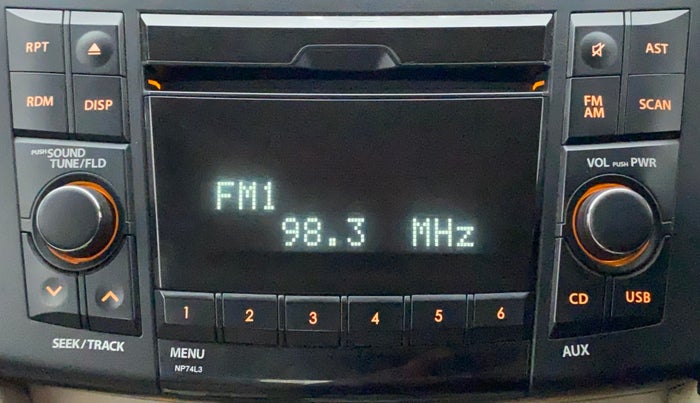 RPT
AST
RDM
DISP
FM
AM
SCAN
PUSH SOUND
TUNE/FLD
VOL PUSH PWR
FM1
98.3 MHz
1 2 3 4 5 6
CD
USB
SEEK/TRACK
MENU
AUX
NP74L3